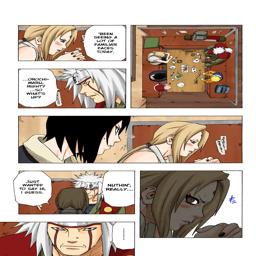 BEEN
SEEING A
LOT OF
FAMILIAR
FACES
TODAY.
...OROCHI-
MARU,
RIGHT?
SO
WHAT'S
UP?
NUTHIN',
REALLY...
JUST
WANTED
TO SAY HI,
I GUESS.
...